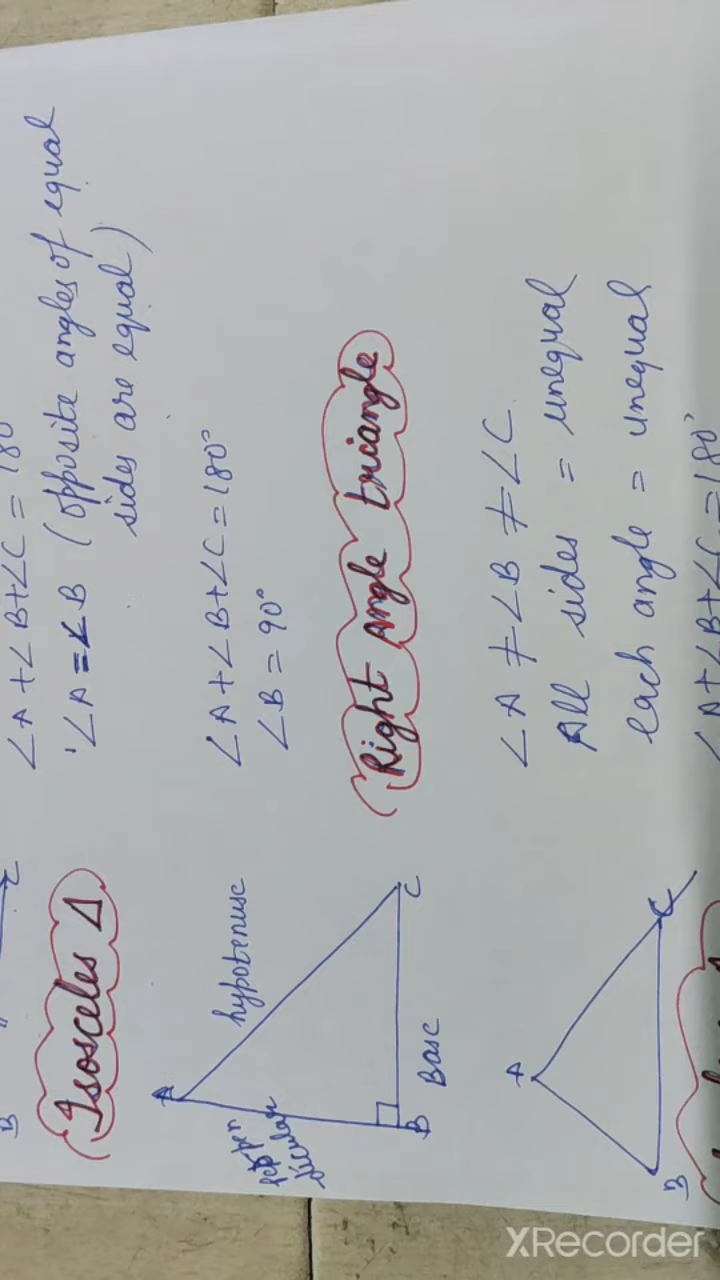 ∠A+∠B+∠C = 180
∠A=∠B (opposite angles of equal
sides are equal)
B
C
Isosceles Δ
∠A+∠B+∠C=180°
∠B = 90°
A
hypotenuse
B
Base
C
(Right Angle triangle
∠A ≠ ∠B ≠ ∠C
All sides = unequal
each angle = unequal
∠A+∠B+∠C=180°
A
B
C
XRecorder